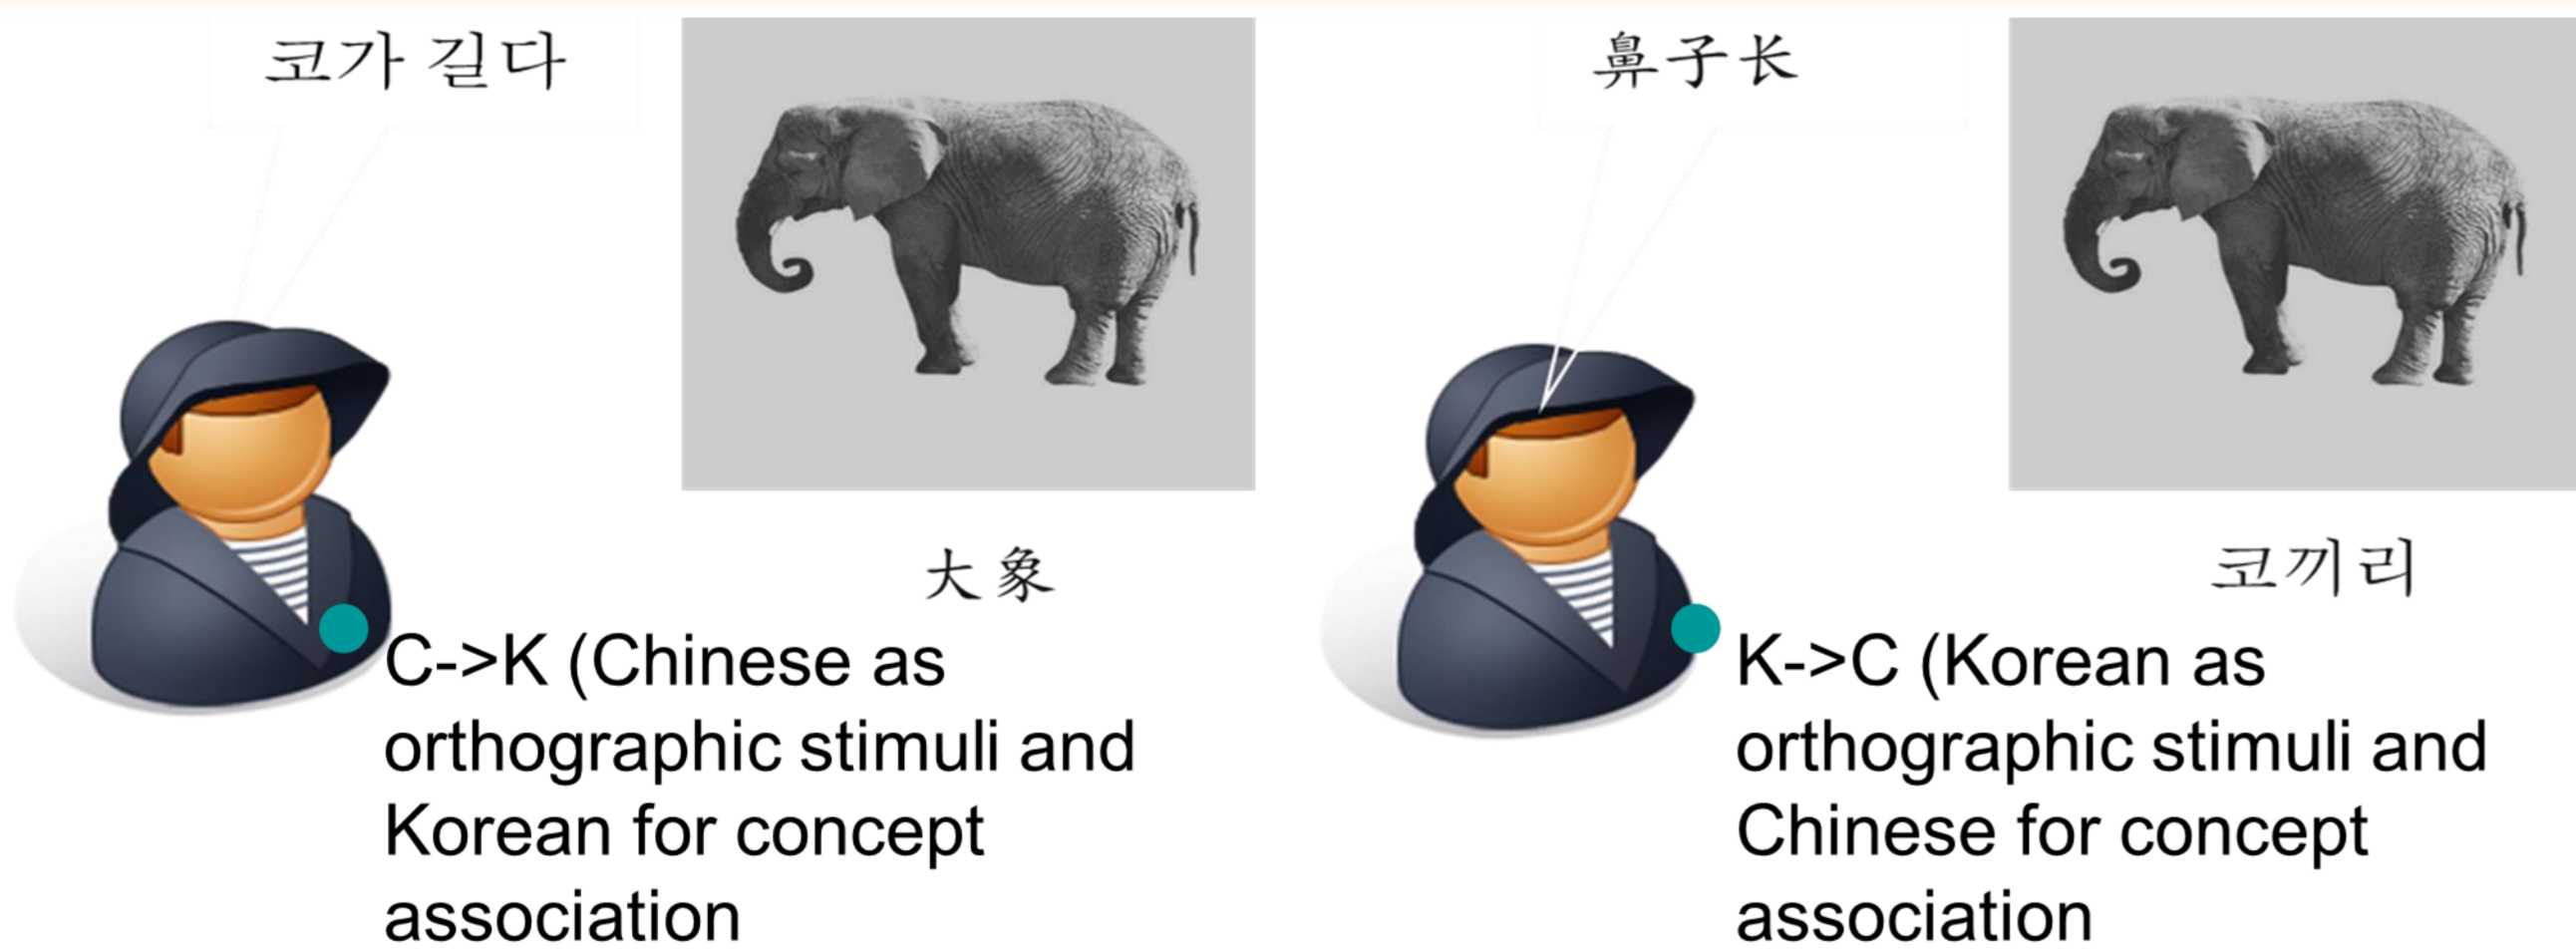 코가 길다
大象
C->K (Chinese as
orthographic stimuli and
Korean for concept
association
鼻子长
코끼리
K->C (Korean as
orthographic stimuli and
Chinese for concept
association